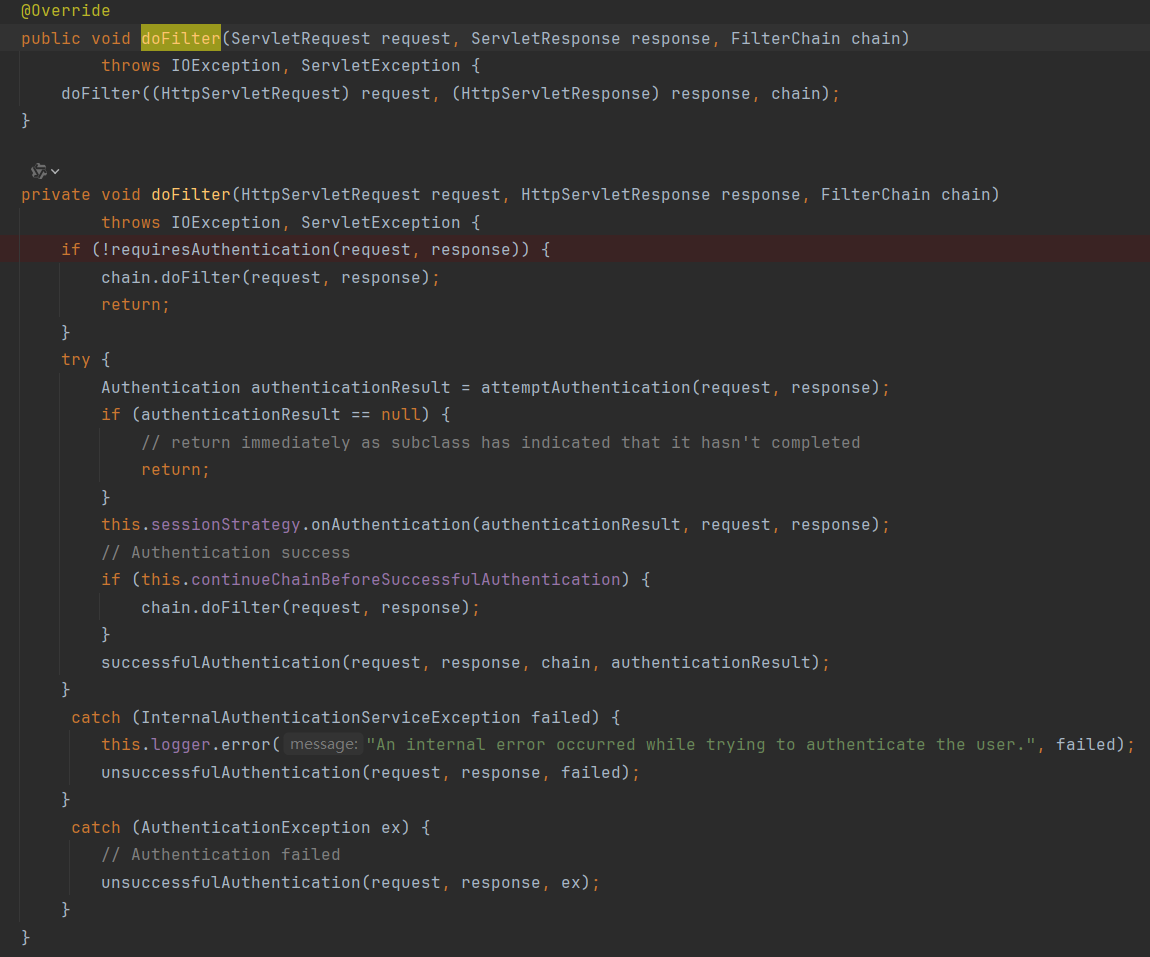 @Override
public void doFilter(ServletRequest request, ServletResponse response, FilterChain chain)
        throws IOException, ServletException {
    doFilter((HttpServletRequest) request, (HttpServletResponse) response, chain);
}
private void doFilter(HttpServletRequest request, HttpServletResponse response, FilterChain chain)
        throws IOException, ServletException {
    if (!requiresAuthentication(request, response)) {
        chain.doFilter(request, response);
        return;
    }
    try {
        Authentication authenticationResult = attemptAuthentication(request, response);
        if (authenticationResult == null) {
            // return immediately as subclass has indicated that it hasn't completed
            return;
        }
        this.sessionStrategy.onAuthentication(authenticationResult, request, response);
        // Authentication success
        if (this.continueChainBeforeSuccessfulAuthentication) {
            chain.doFilter(request, response);
        }
        successfulAuthentication(request, response, chain, authenticationResult);
    }
     catch (InternalAuthenticationServiceException failed) {
        this.logger.error( message: "An internal error occurred while trying to authenticate the user.", failed);
        unsuccessfulAuthentication(request, response, failed);
    }
     catch (AuthenticationException ex) {
        // Authentication failed
        unsuccessfulAuthentication(request, response, ex);
    }
}